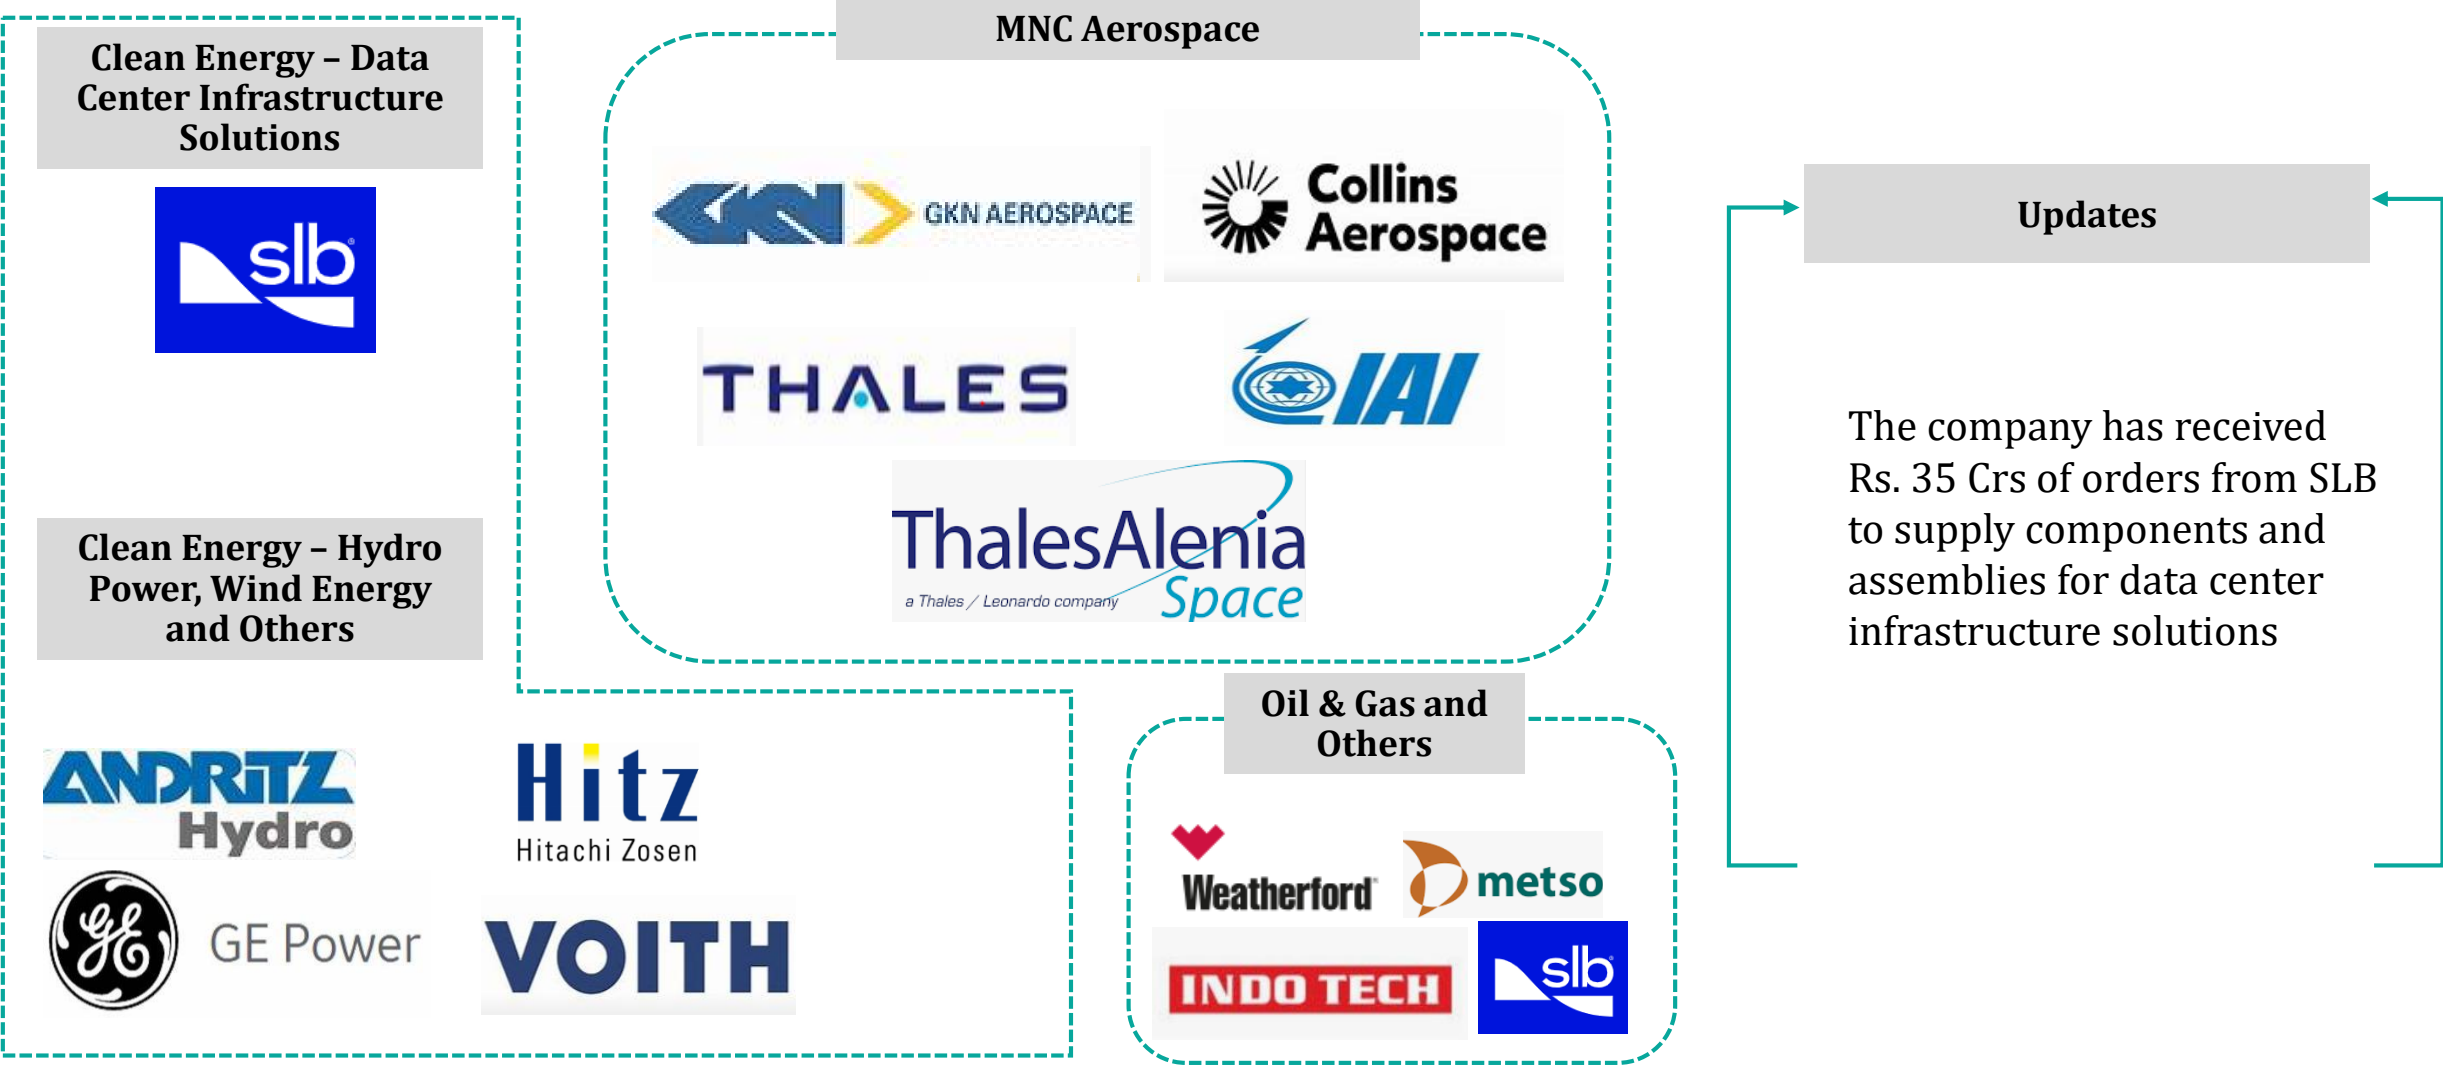 Clean Energy – Data
Center Infrastructure
Solutions
slb
Clean Energy – Hydro
Power, Wind Energy
and Others
ANDRITZ
Hydro
Hitz
Hitachi Zosen
GE
GE Power
VOITH
MNC Aerospace
GKN
GKN AEROSPACE
Collins
Aerospace
THALES
IAI
ThalesAlenia
a Thales / Leonardo company
Space
Oil & Gas and
Others
Weatherford
metso
INDO TECH
slb
Updates
The company has received
Rs. 35 Crs of orders from SLB
to supply components and
assemblies for data center
infrastructure solutions